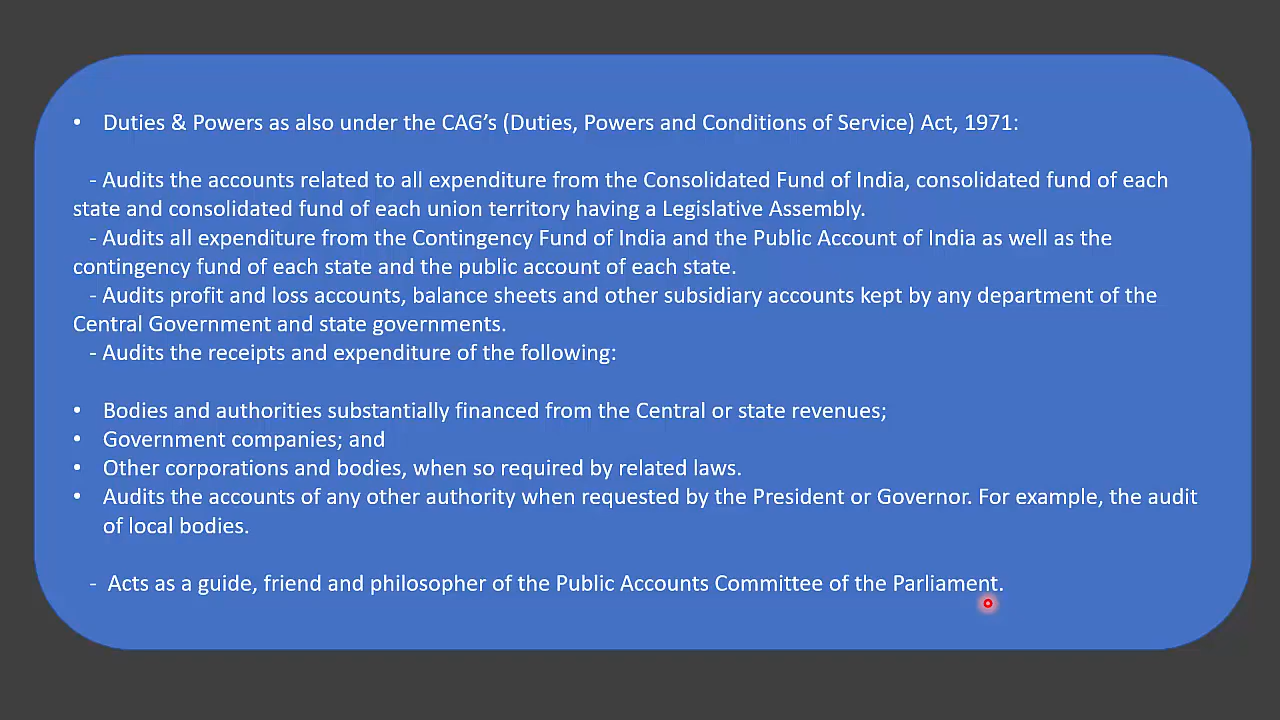 • Duties & Powers as also under the CAG’s (Duties, Powers and Conditions of Service) Act, 1971:
- Audits the accounts related to all expenditure from the Consolidated Fund of India, consolidated fund of each
state and consolidated fund of each union territory having a Legislative Assembly.
- Audits all expenditure from the Contingency Fund of India and the Public Account of India as well as the
contingency fund of each state and the public account of each state.
- Audits profit and loss accounts, balance sheets and other subsidiary accounts kept by any department of the
Central Government and state governments.
- Audits the receipts and expenditure of the following:
• Bodies and authorities substantially financed from the Central or state revenues;
• Government companies; and
• Other corporations and bodies, when so required by related laws.
• Audits the accounts of any other authority when requested by the President or Governor. For example, the audit
of local bodies.
- Acts as a guide, friend and philosopher of the Public Accounts Committee of the Parliament.